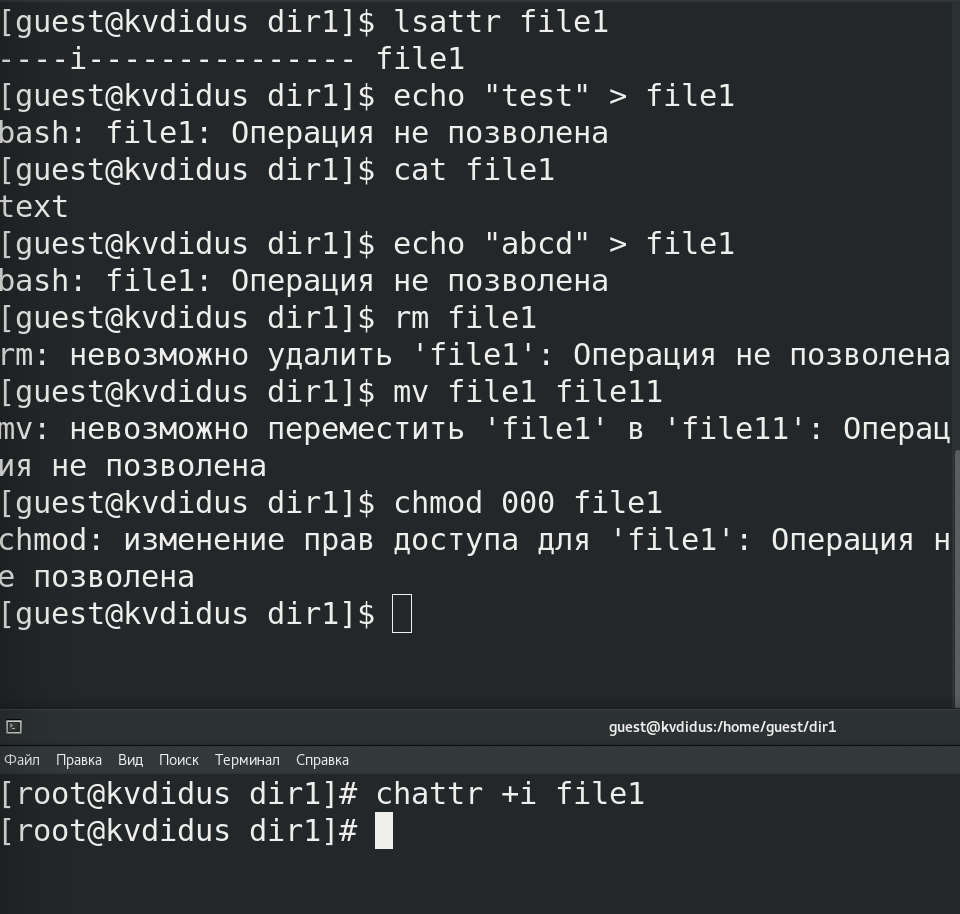 [guest@kvdidus dir1]$ lsattr file1
----i--------------- file1
[guest@kvdidus dir1]$ echo "test" > file1
bash: file1: Операция не позволена
[guest@kvdidus dir1]$ cat file1
text
[guest@kvdidus dir1]$ echo "abcd" > file1
bash: file1: Операция не позволена
[guest@kvdidus dir1]$ rm file1
rm: невозможно удалить 'file1': Операция не позволена
[guest@kvdidus dir1]$ mv file1 file11
mv: невозможно переместить 'file1' в 'file11': Операц
ия не позволена
[guest@kvdidus dir1]$ chmod 000 file1
chmod: изменение прав доступа для 'file1': Операция н
е позволена
[guest@kvdidus dir1]$
guest@kvdidus:/home/guest/dir1
Файл Правка Вид Поиск Терминал Справка
[root@kvdidus dir1]# chattr +i file1
[root@kvdidus dir1]#